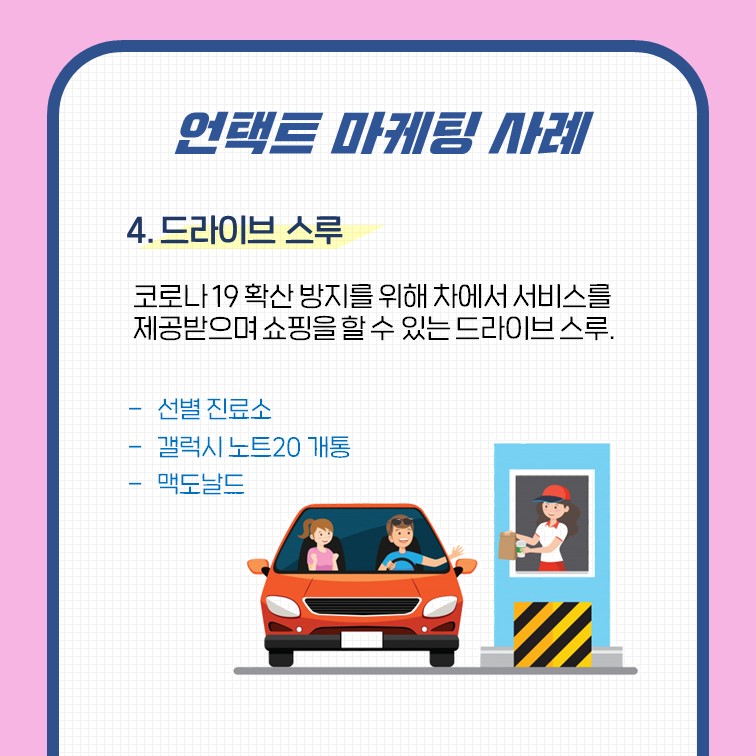 언택트 마케팅 사례
4. 드라이브 스루
코로나19 확산 방지를 위해 차에서 서비스를
제공받으며 쇼핑을 할 수 있는 드라이브 스루.
- 선별 진료소
- 갤럭시 노트20 개통
- 맥도날드